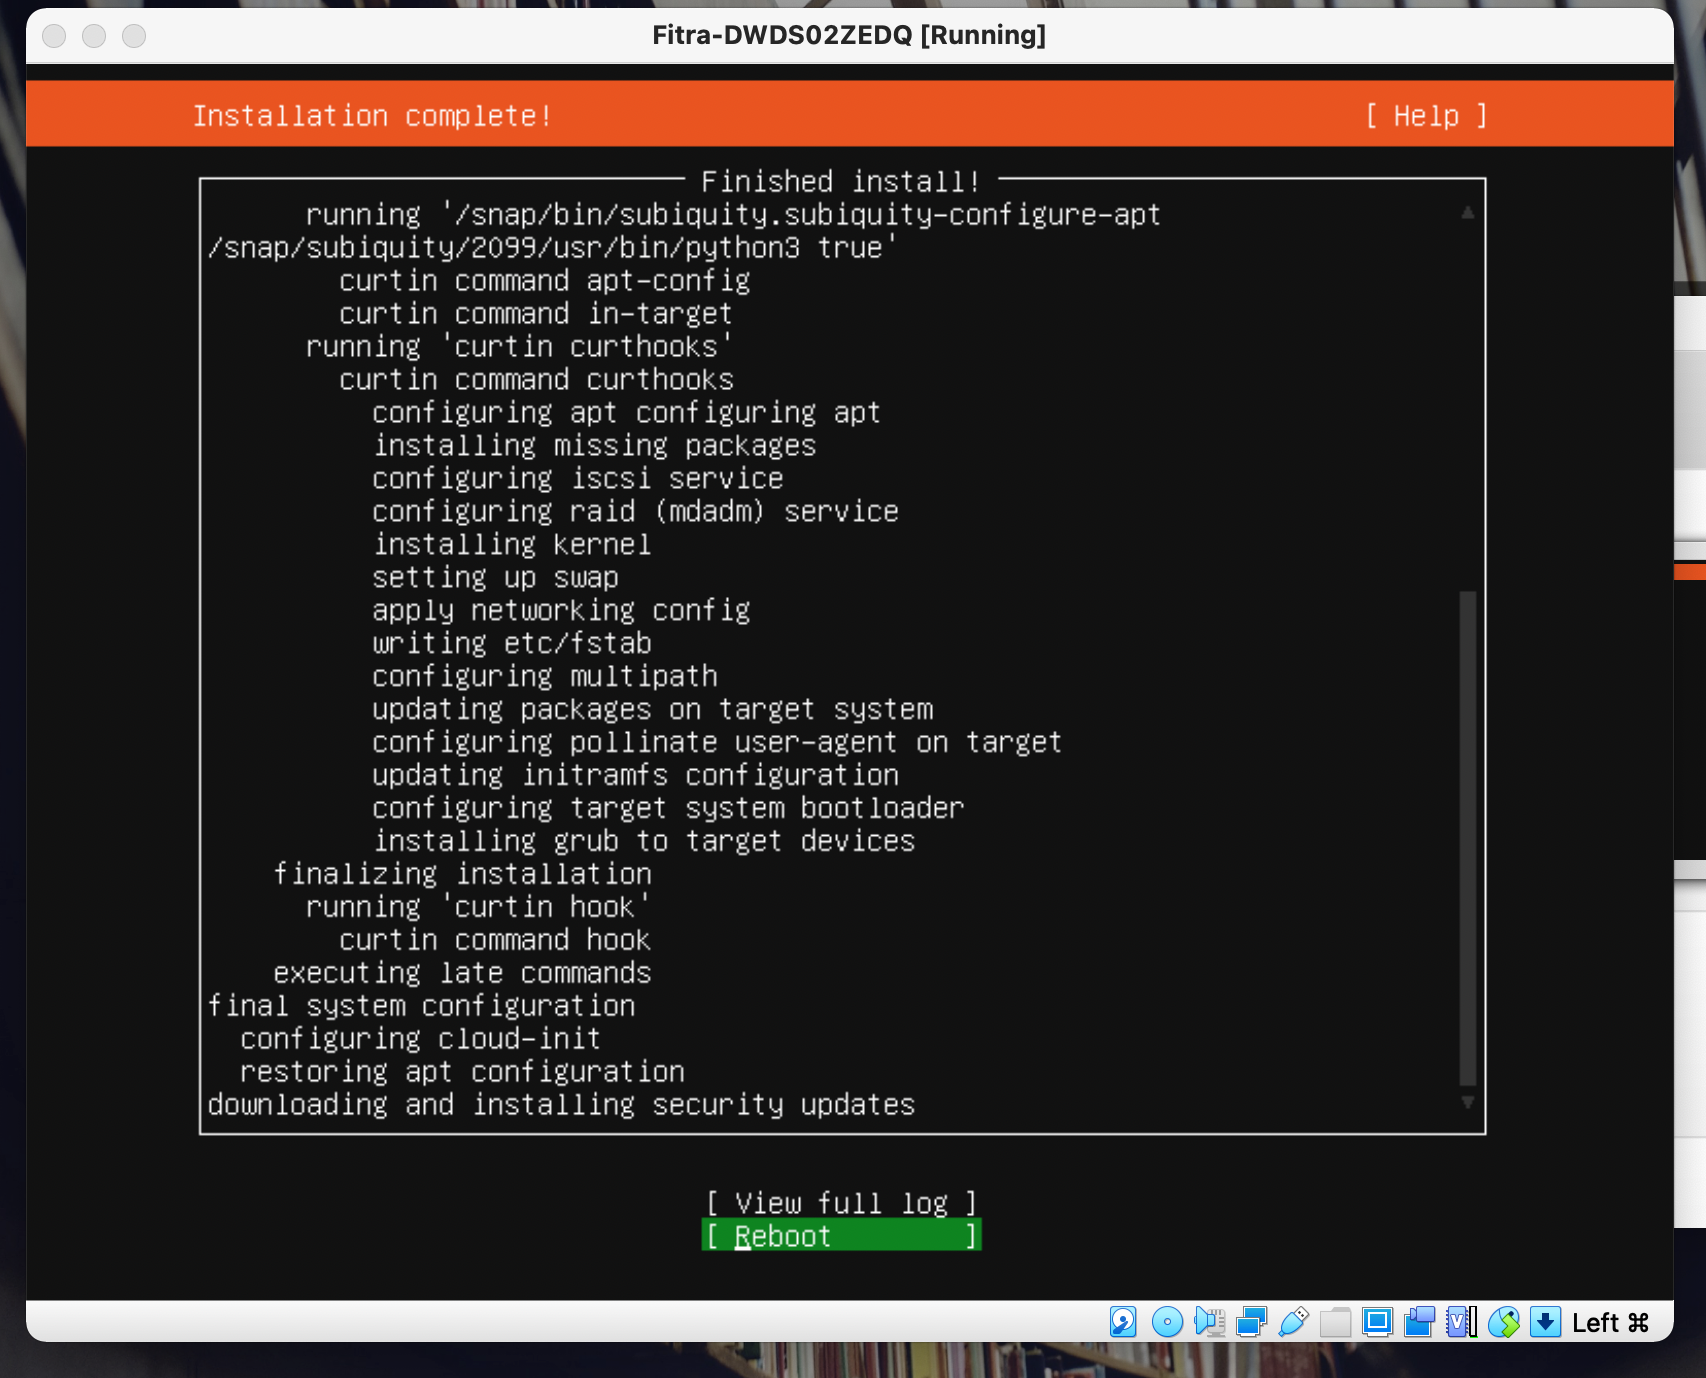 Fitra-DWDS02ZEDQ [Running]
Installation complete! [ Help ]
Finished install!
running '/snap/bin/subiquity.subiquity-configure-apt
/snap/subiquity/2099/usr/bin/python3 true'
curtin command apt-config
curtin command in-target
running 'curtin curthooks'
curtin command curthooks
configuring apt configuring apt
installing missing packages
configuring iscsi service
configuring raid (mdadm) service
installing kernel
setting up swap
apply networking config
writing etc/fstab
configuring multipath
updating packages on target system
configuring pollinate user-agent on target
updating initramfs configuration
configuring target system bootloader
installing grub to target devices
finalizing installation
running 'curtin hook'
curtin command hook
executing late commands
final system configuration
configuring cloud-init
restoring apt configuration
downloading and installing security updates
[ View full log ]
[ Reboot ]
Left ⌘